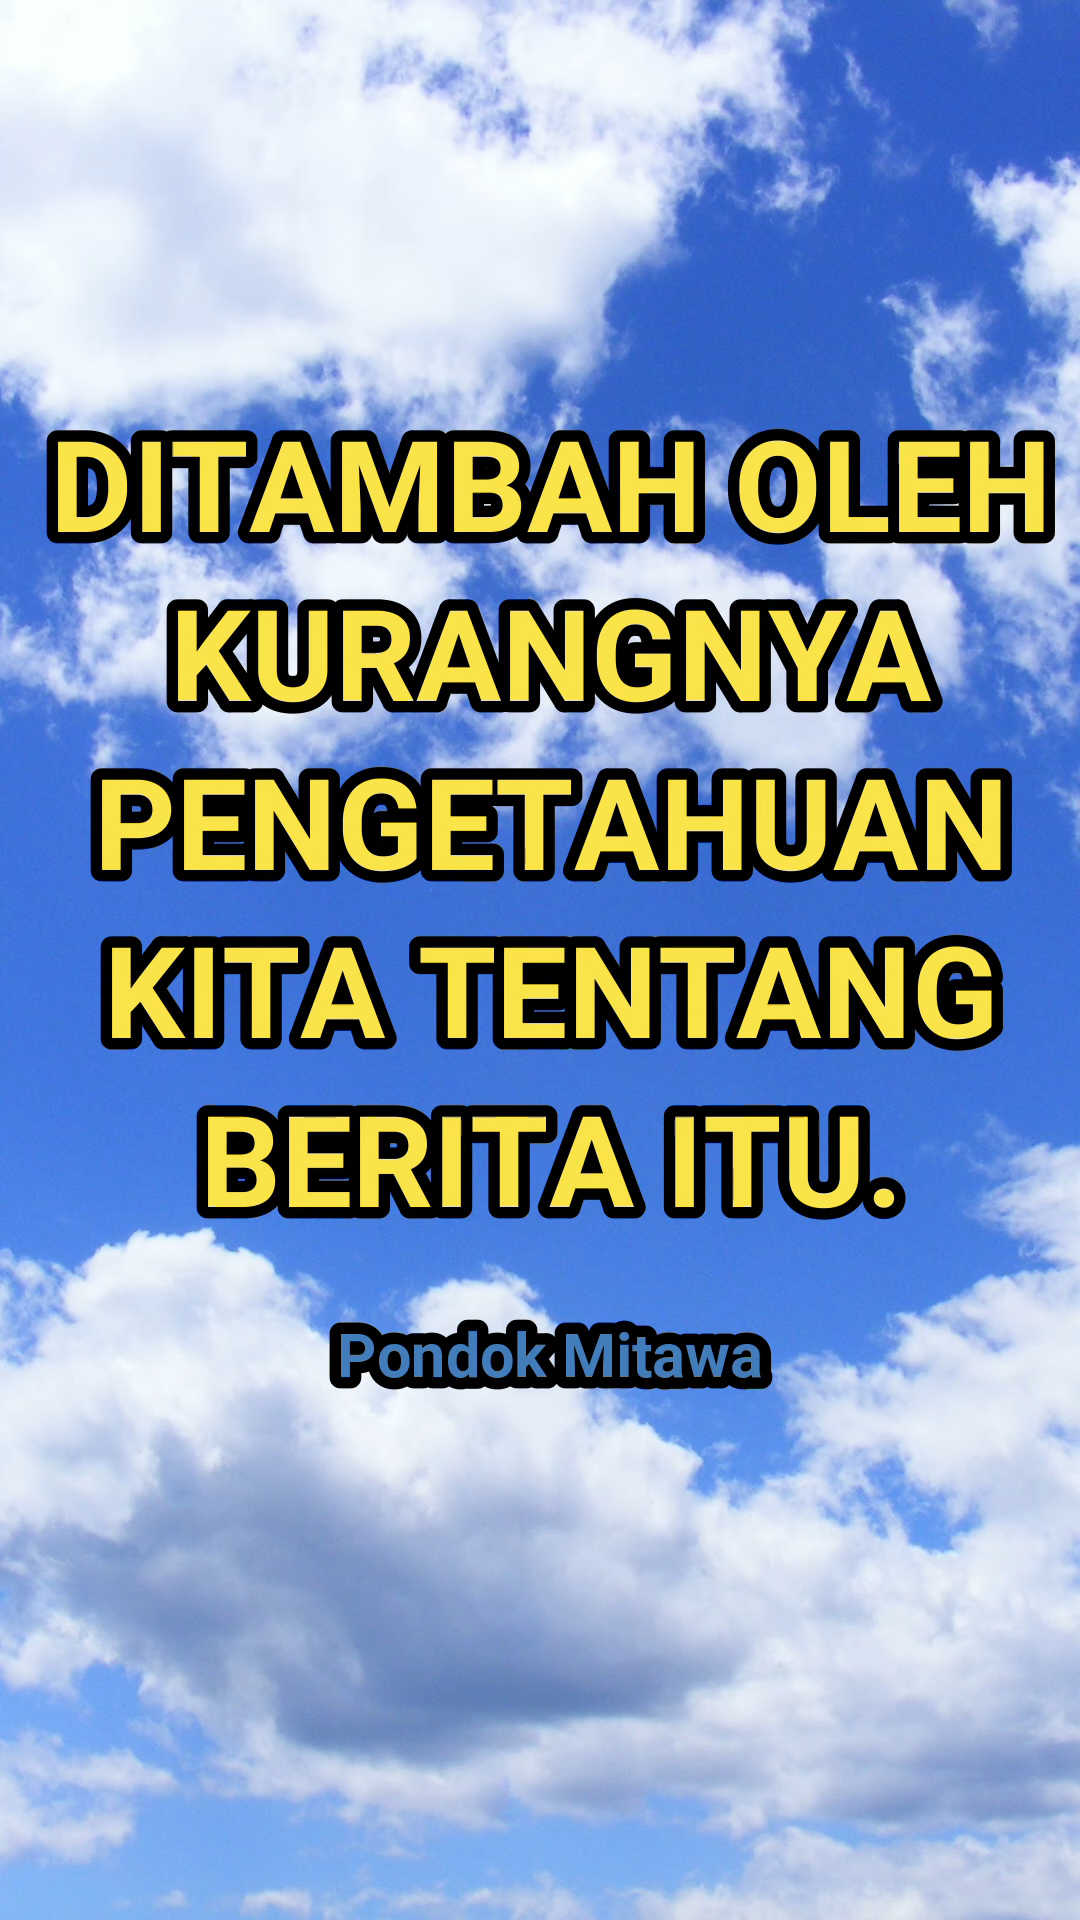 DITAMBAH OLEH
KURANGNYA
PENGETAHUAN
KITA TENTANG
BERITA ITU.
Pondok Mitawa